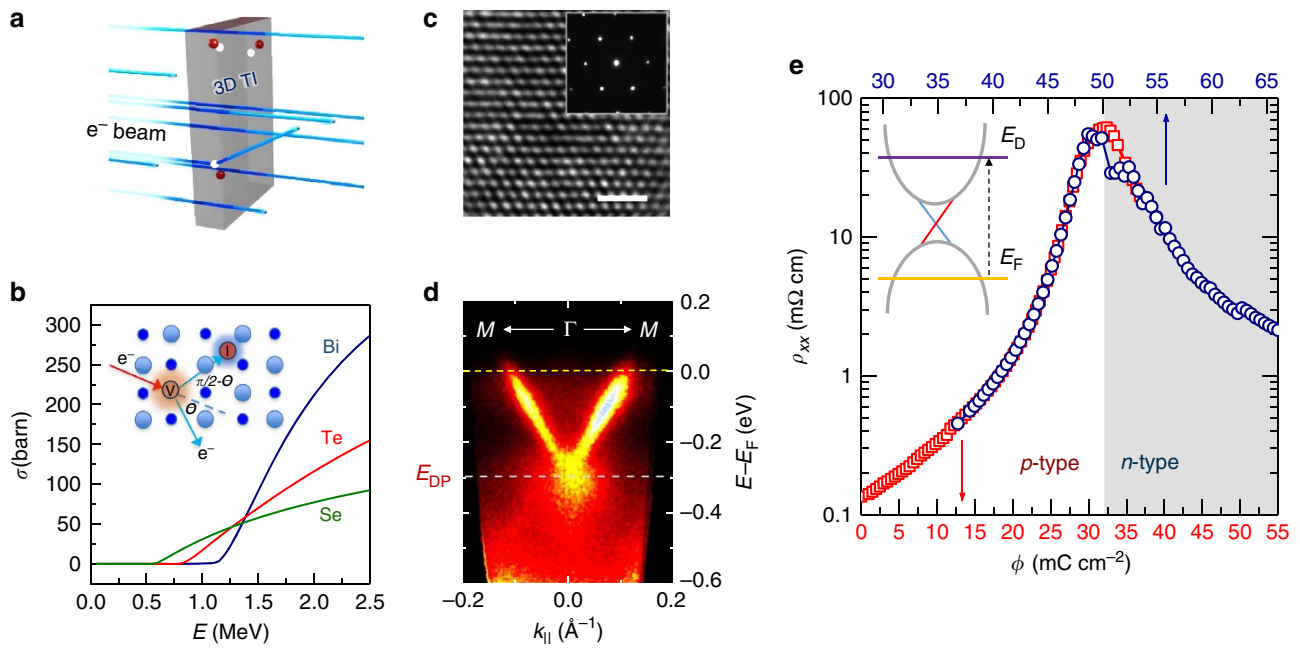 a
3D TI
e⁻ beam
b
300
250
200
150
100
50
0
σ(barn)
Bi
Te
Se
e⁻
V
I
π/2-Θ
Θ
e⁻
0.0 0.5 1.0 1.5 2.0 2.5
E (MeV)
c
d
M ← Γ → M
E_DP
0.2
0.0
−0.2
−0.4
−0.6
E–E_F (eV)
−0.2 0.0 0.2
k_|| (Å⁻¹)
e
30 35 40 45 50 55 60 65
100
10
1
0.1
ρ_xx (mΩ cm)
E_D
E_F
p-type
n-type
0 5 10 15 20 25 30 35 40 45 50 55
ϕ (mC cm⁻²)